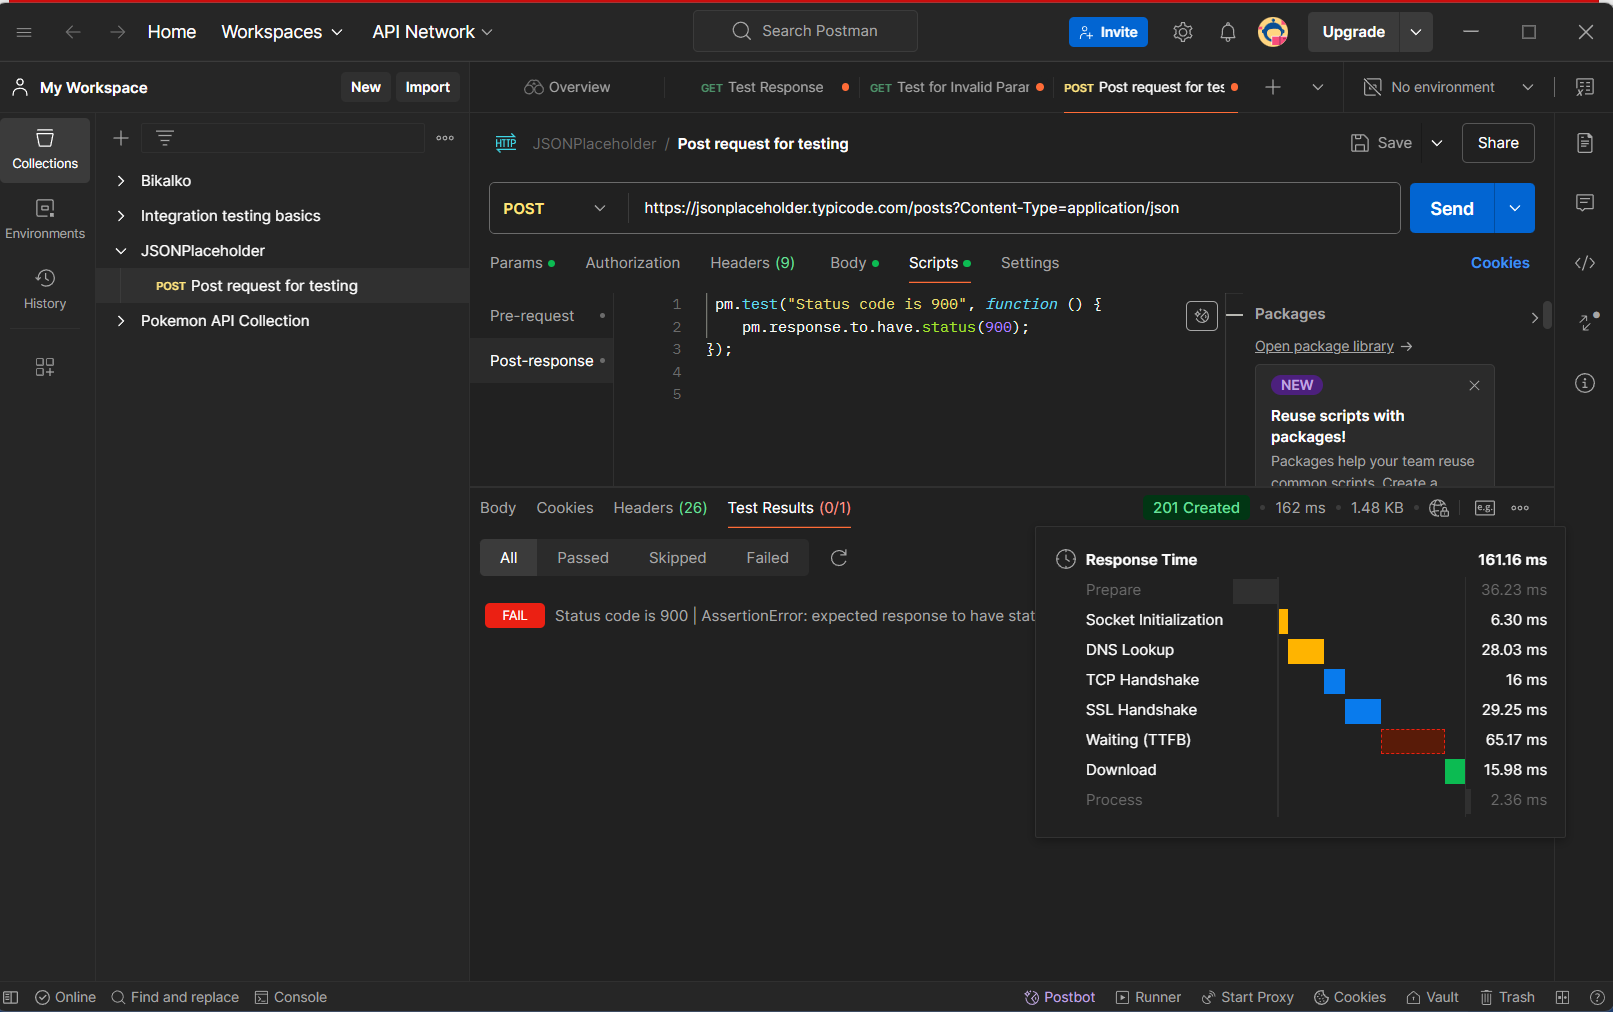 Home Workspaces API Network Search Postman Invite Upgrade
My Workspace New Import Overview GET Test Response GET Test for Invalid Parar POST Post request for tes No environment
Collections
Environments
History
Bikalko
Integration testing basics
JSONPlaceholder
POST Post request for testing
Pokemon API Collection
HTTP JSONPlaceholder / Post request for testing Save Share
POST https://jsonplaceholder.typicode.com/posts?Content-Type=application/json Send
Params Authorization Headers (9) Body Scripts Settings Cookies
Pre-request
Post-response
1 pm.test("Status code is 900", function () {
2 pm.response.to.have.status(900);
3 });
4
5
Packages
Open package library →
NEW
Reuse scripts with
packages!
Packages help your team reuse
common scripts. Create a
Body Cookies Headers (26) Test Results (0/1) 201 Created 162 ms 1.48 KB e.g.
All Passed Skipped Failed
FAIL Status code is 900 | AssertionError: expected response to have stat
Response Time 161.16 ms
Prepare 36.23 ms
Socket Initialization 6.30 ms
DNS Lookup 28.03 ms
TCP Handshake 16 ms
SSL Handshake 29.25 ms
Waiting (TTFB) 65.17 ms
Download 15.98 ms
Process 2.36 ms
Online Find and replace Console Postbot Runner Start Proxy Cookies Vault Trash